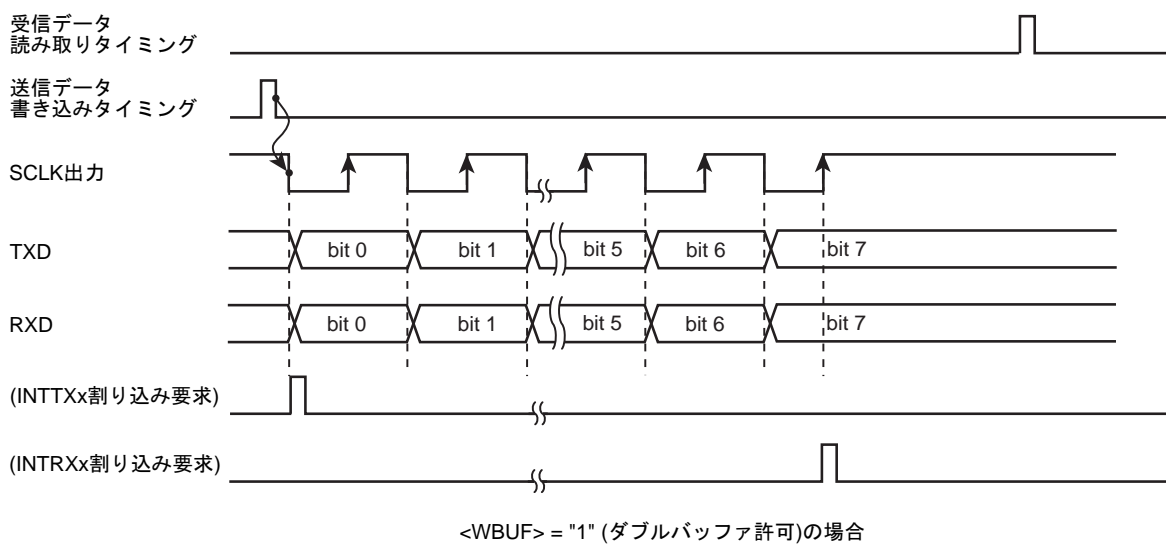 受信データ
読み取りタイミング
送信データ
書き込みタイミング
SCLK出力
TXD
bit 0 bit 1 bit 5 bit 6 bit 7
RXD
bit 0 bit 1 bit 5 bit 6 bit 7
(INTTXx割り込み要求)
(INTRXx割り込み要求)
<WBUF> = "1" (ダブルバッファ許可)の場合